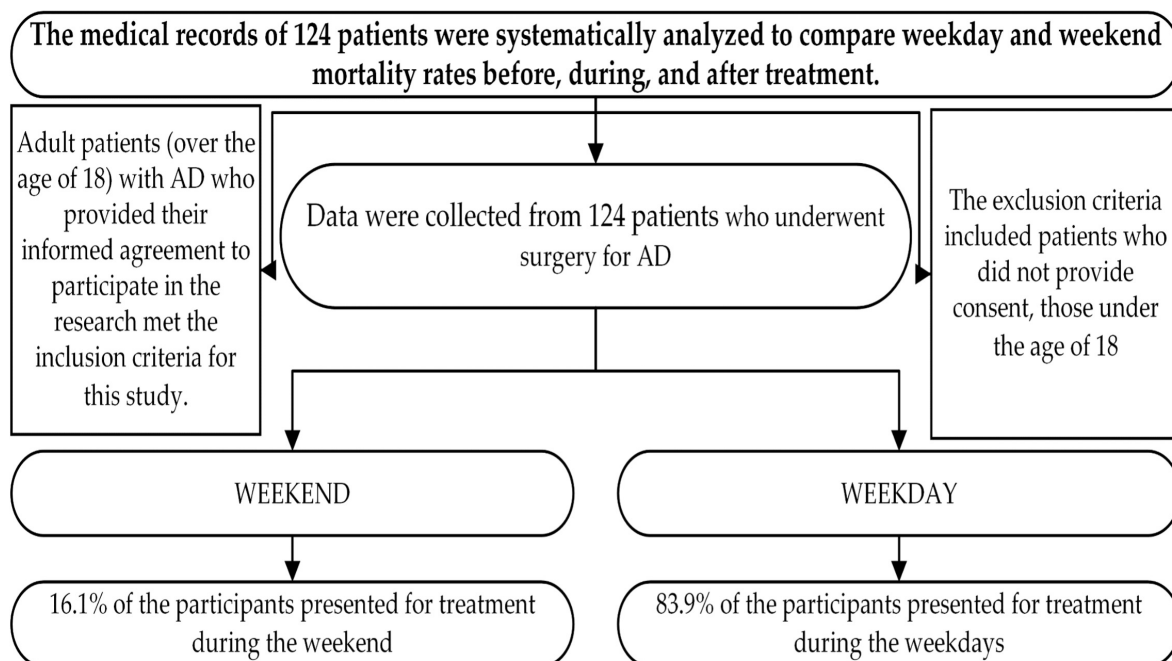 The medical records of 124 patients were systematically analyzed to compare weekday and weekend
mortality rates before, during, and after treatment.
Adult patients (over the
age of 18) with AD who
provided their
informed agreement to
participate in the
research met the
inclusion criteria for
this study.
Data were collected from 124 patients who underwent
surgery for AD
The exclusion criteria
included patients who
did not provide
consent, those under
the age of 18
WEEKEND
WEEKDAY
16.1% of the participants presented for treatment
during the weekend
83.9% of the participants presented for treatment
during the weekdays